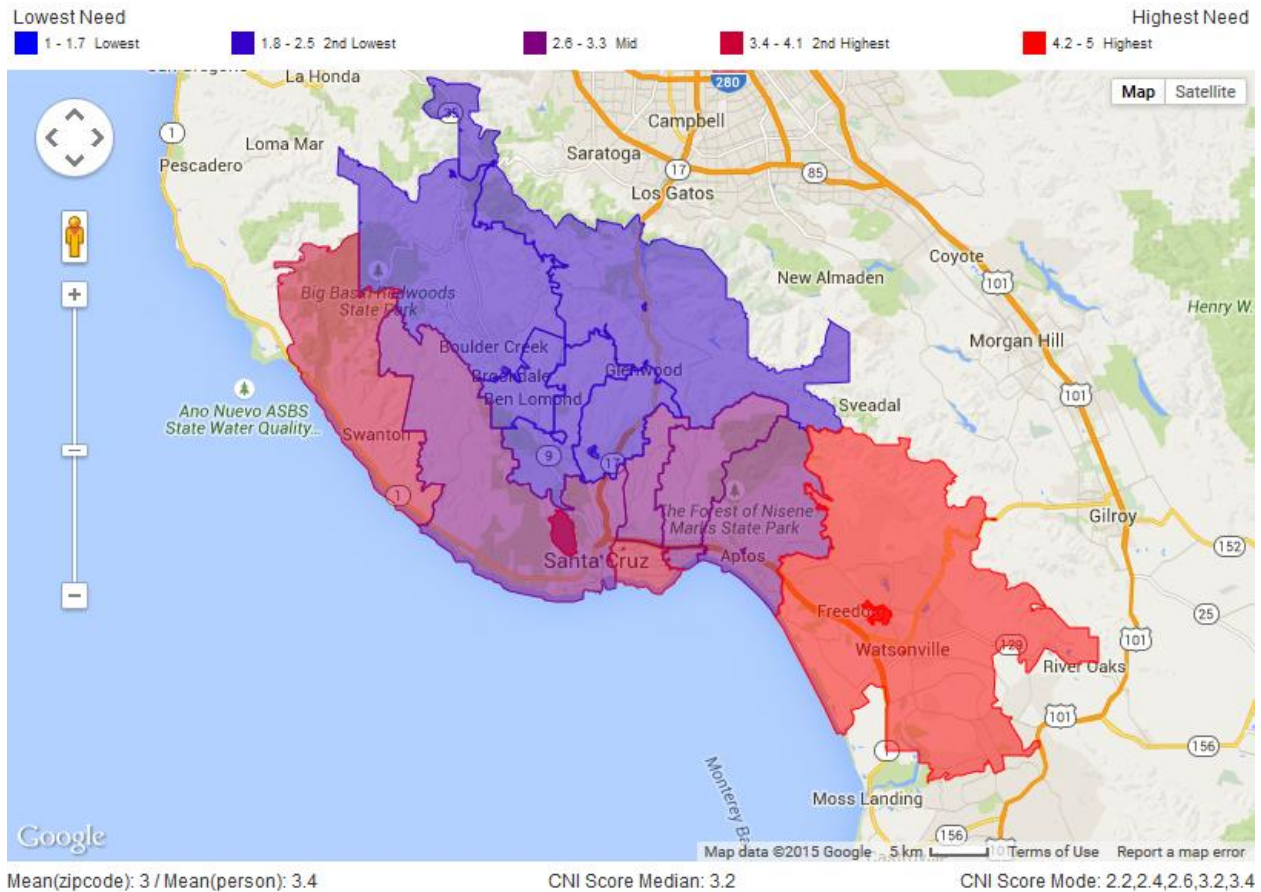 Lowest Need
Highest Need
1 - 1.7 Lowest
1.8 - 2.5 2nd Lowest
2.6 - 3.3 Mid
3.4 - 4.1 2nd Highest
4.2 - 5 Highest
La Honda
280
Map
Satellite
35
Campbell
1
Loma Mar
Saratoga
Pescadero
17
85
Los Gatos
Coyote
New Almaden
101
Big Basin Redwoods
State Park
Henry W.
Morgan Hill
Boulder Creek
Brookdale
Glenwood
Ben Lomond
101
Ano Nuevo ASBS
State Water Quality...
Sveadal
Swanton
9
17
1
The Forest of Nisene
Marks State Park
Gilroy
152
Santa Cruz
Aptos
Freedom
25
101
Watsonville
129
River Oaks
101
156
1
Moss Landing
Monterey Ba
156
Google
Map data ©2015 Google
5 km
101
Terms of Use
Report a map error
Mean(zipcode): 3 / Mean(person): 3.4
CNI Score Median: 3.2
CNI Score Mode: 2.2,2.4,2.6,3.2,3.4